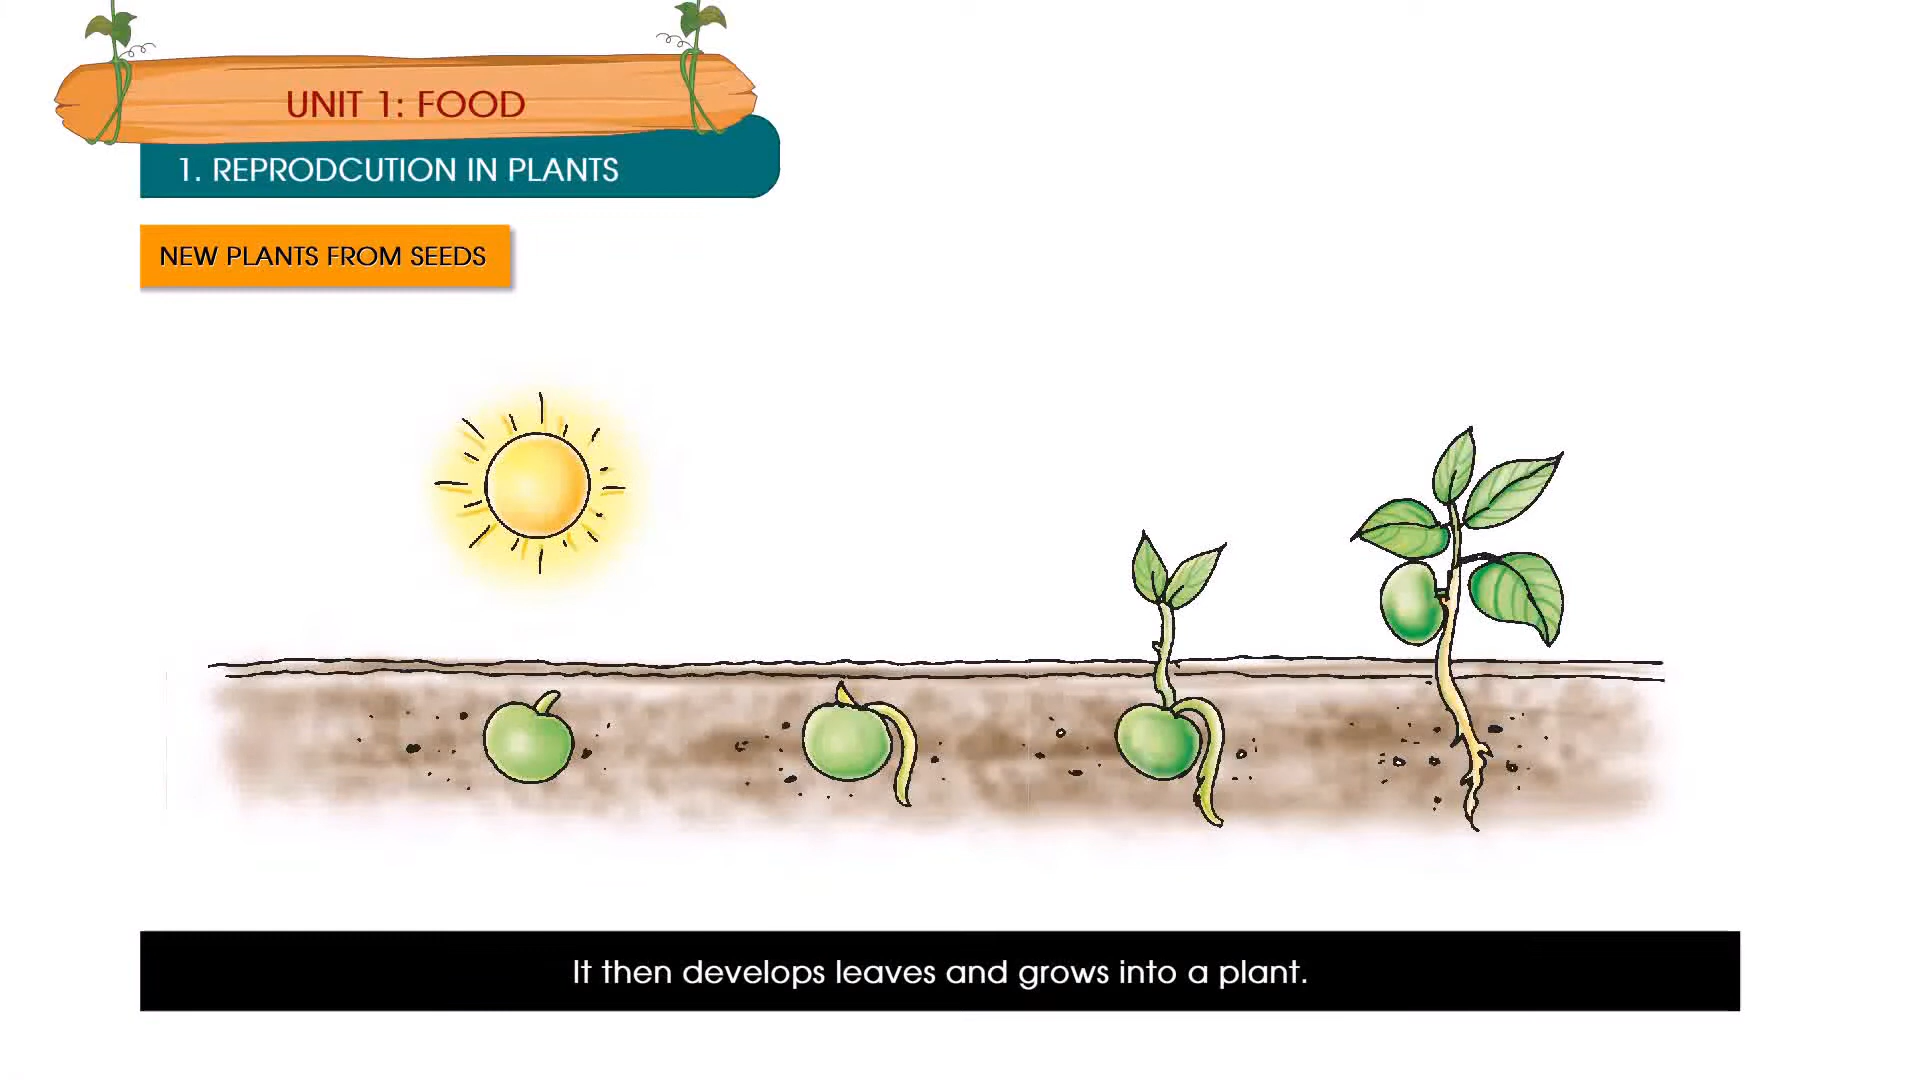 UNIT 1: FOOD
1. REPRODCUTION IN PLANTS
NEW PLANTS FROM SEEDS
It then develops leaves and grows into a plant.